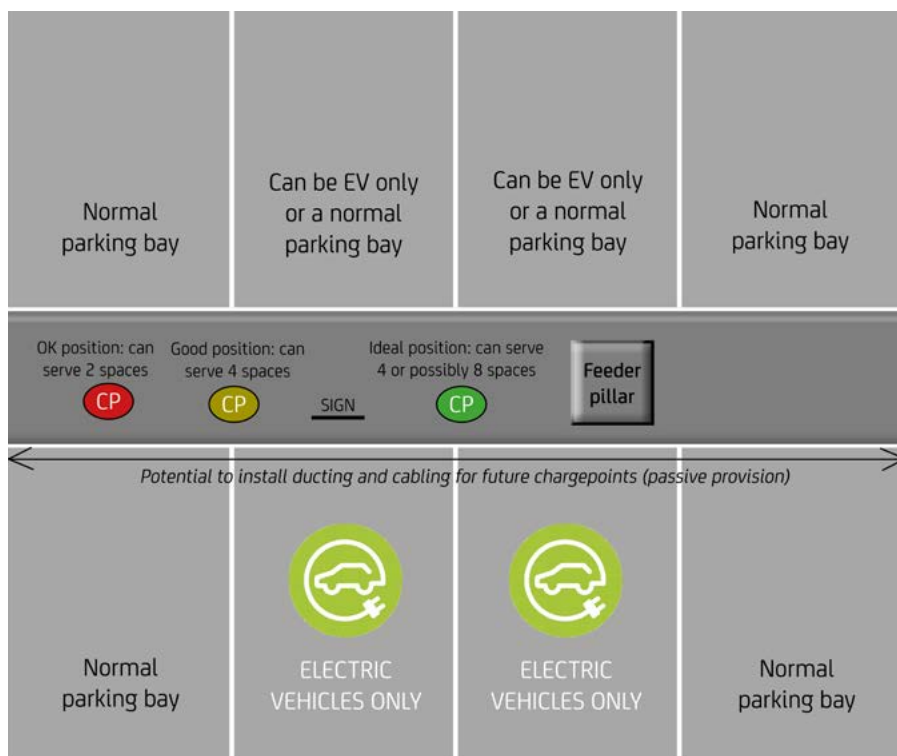 Normal
parking bay
Can be EV only
or a normal
parking bay
Can be EV only
or a normal
parking bay
Normal
parking bay
OK position: can
serve 2 spaces
CP
Good position: can
serve 4 spaces
CP
SIGN
Ideal position: can serve
4 or possibly 8 spaces
CP
Feeder
pillar
Potential to install ducting and cabling for future chargepoints (passive provision)
Normal
parking bay
ELECTRIC
VEHICLES ONLY
ELECTRIC
VEHICLES ONLY
Normal
parking bay